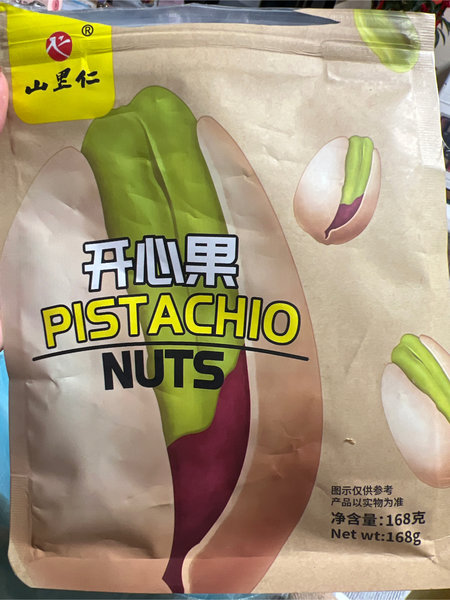 ®
山里仁
开心果
PISTACHIO
NUTS
图示仅供参考
产品以实物为准
净含量:168克
Net wt:168g